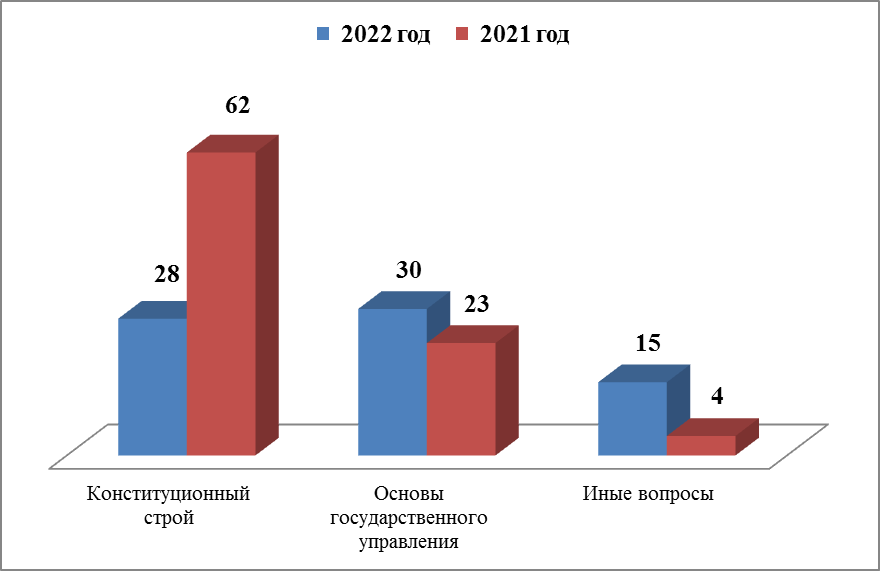 2022 год 2021 год
62
28
30
23
15
4
Конституционный
строй
Основы
государственного
управления
Иные вопросы